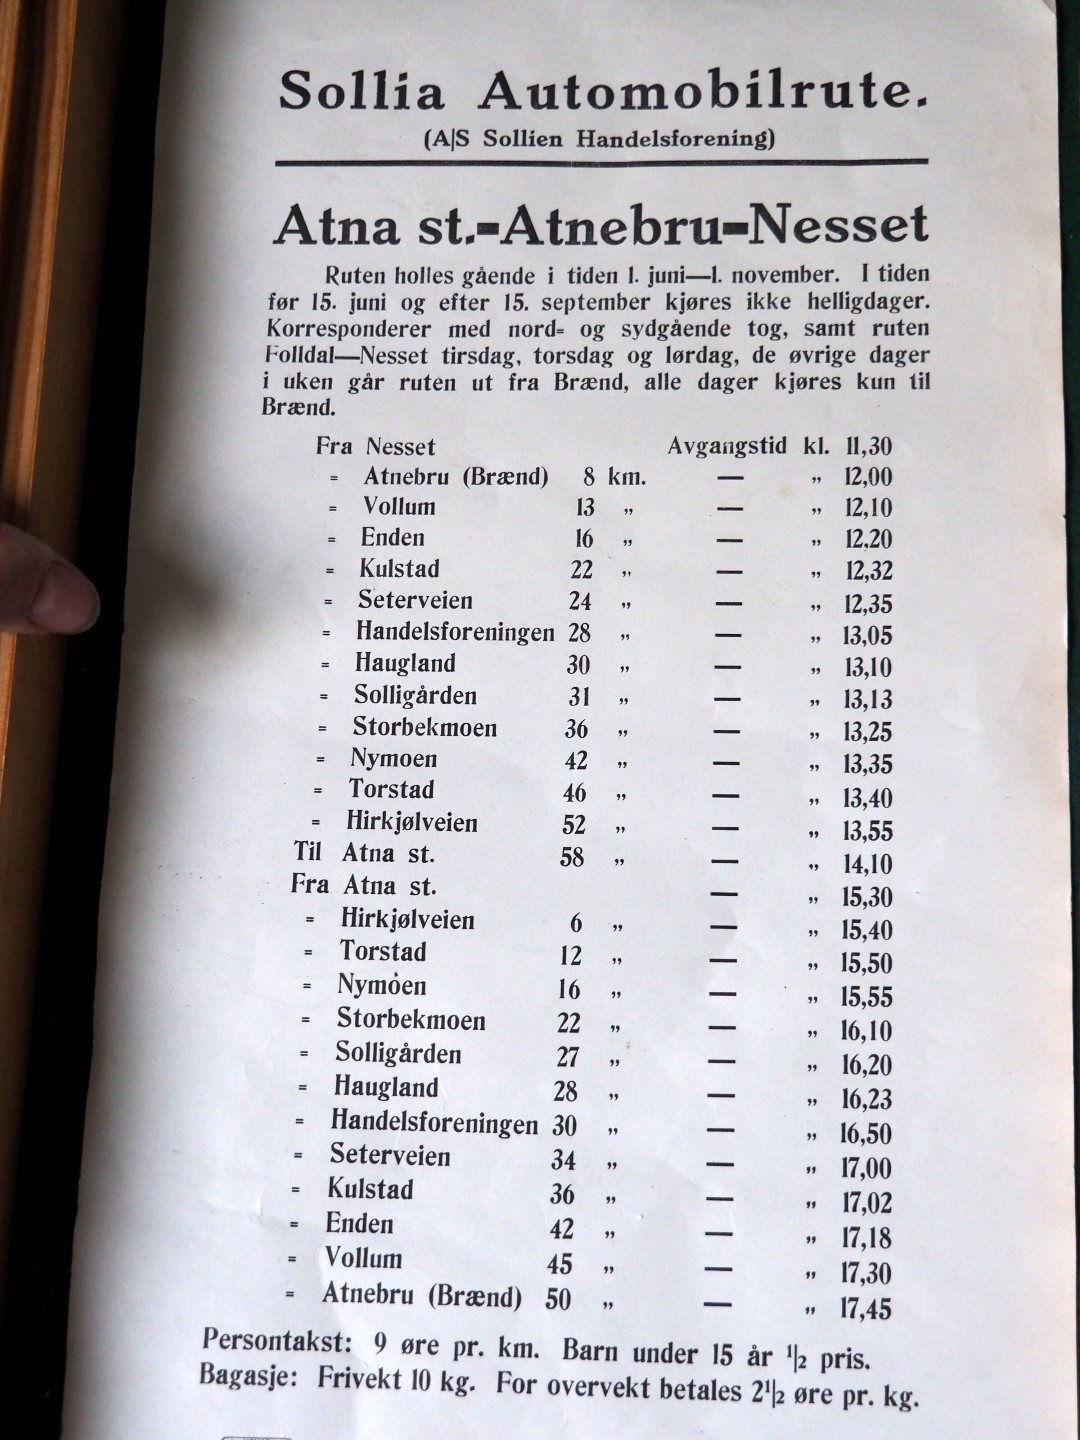 Sollia Automobilrute.
(A|S Sollien Handelsforening)
Atna st.-Atnebru-Nesset
Ruten holles gående i tiden 1. juni—1. november. I tiden
før 15. juni og efter 15. september kjøres ikke helligdager.
Korresponderer med nord= og sydgående tog, samt ruten
Folldal—Nesset tirsdag, torsdag og lørdag, de øvrige dager
i uken går ruten ut fra Brænd, alle dager kjøres kun til
Brænd.
Fra Nesset Avgangstid kl. 11,30
= Atnebru (Brænd) 8 km. — „ 12,00
= Vollum 13 „ — „ 12,10
= Enden 16 „ — „ 12,20
= Kulstad 22 „ — „ 12,32
= Seterveien 24 „ — „ 12,35
= Handelsforeningen 28 „ — „ 13,05
= Haugland 30 „ — „ 13,10
= Solligården 31 „ — „ 13,13
= Storbekmoen 36 „ — „ 13,25
= Nymoen 42 „ — „ 13,35
= Torstad 46 „ — „ 13,40
= Hirkjølveien 52 „ — „ 13,55
Til Atna st. 58 „ — „ 14,10
Fra Atna st. — „ 15,30
= Hirkjølveien 6 „ — „ 15,40
= Torstad 12 „ — „ 15,50
= Nymoen 16 „ — „ 15,55
= Storbekmoen 22 „ — „ 16,10
= Solligården 27 „ — „ 16,20
= Haugland 28 „ — „ 16,23
= Handelsforeningen 30 „ — „ 16,50
= Seterveien 34 „ — „ 17,00
= Kulstad 36 „ — „ 17,02
= Enden 42 „ — „ 17,18
= Vollum 45 „ — „ 17,30
= Atnebru (Brænd) 50 „ — „ 17,45
Persontakst: 9 øre pr. km. Barn under 15 år 1|2 pris.
Bagasje: Frivekt 10 kg. For overvekt betales 2 1|2 øre pr. kg.